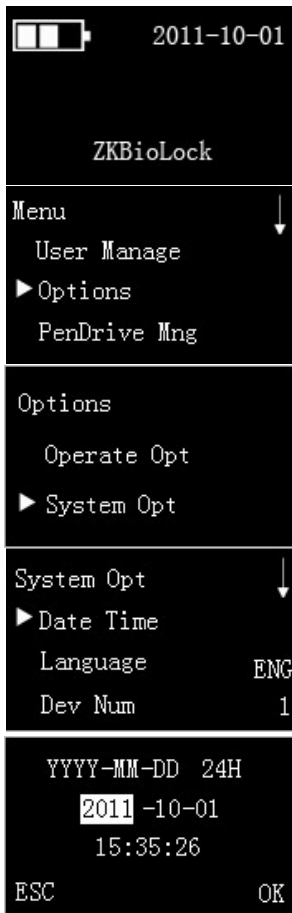 2011-10-01
ZKBioLock
Menu
User Manage
Options
PenDrive Mng
Options
Operate Opt
System Opt
System Opt
Date Time
Language ENG
Dev Num 1
YYYY-MM-DD 24H
2011 -10-01
15:35:26
ESC OK